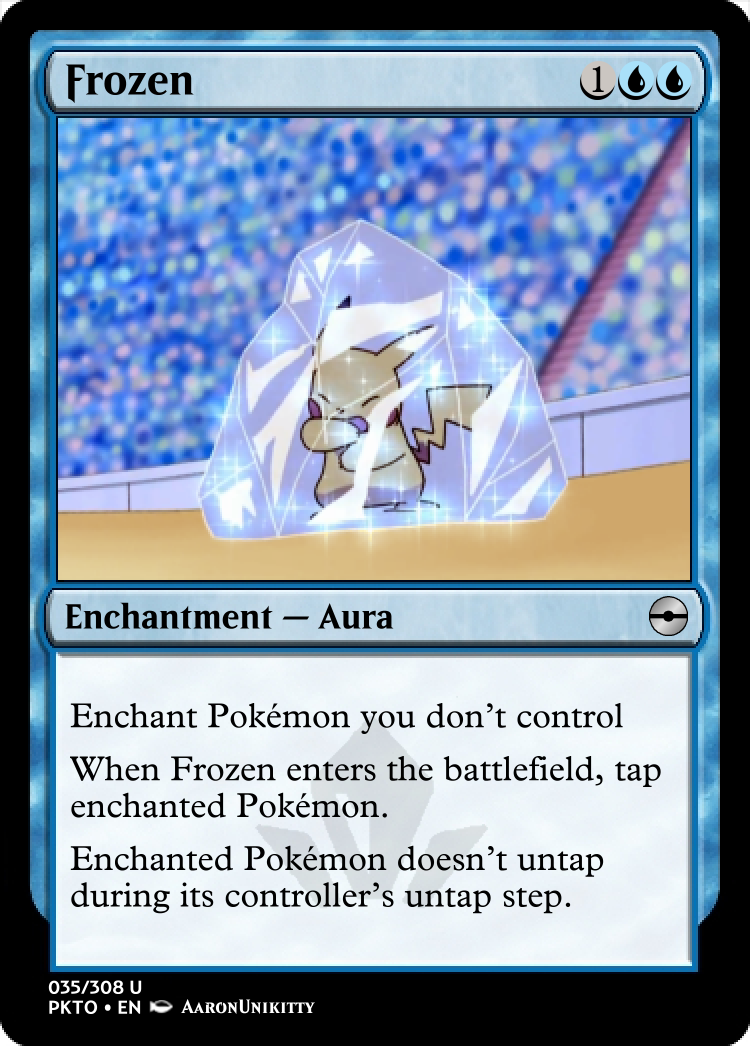 Frozen 1
Enchantment — Aura
Enchant Pokémon you don't control
When Frozen enters the battlefield, tap
enchanted Pokémon.
Enchanted Pokémon doesn't untap
during its controller's untap step.
035/308 U
PKTO • EN AARONUNIKITTY